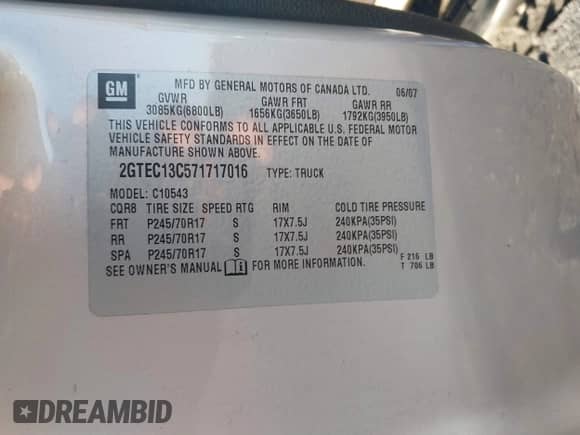 GM
MFD BY GENERAL MOTORS OF CANADA LTD. 06/07
GVWR GAWR FRT GAWR RR
3085KG(6800LB) 1656KG(3650LB) 1792KG(3950LB)
THIS VEHICLE CONFORMS TO ALL APPLICABLE U.S. FEDERAL MOTOR
VEHICLE SAFETY STANDARDS IN EFFECT ON THE DATE OF
MANUFACTURE SHOWN ABOVE.
2GTEC13C571717016 TYPE: TRUCK
MODEL: C10543
CQR8 TIRE SIZE SPEED RTG RIM COLD TIRE PRESSURE
FRT P245/70R17 S 17X7.5J 240KPA(35PSI)
RR P245/70R17 S 17X7.5J 240KPA(35PSI)
SPA P245/70R17 S 17X7.5J 240KPA(35PSI)
SEE OWNER'S MANUAL i FOR MORE INFORMATION.
F 216 LB
T 706 LB
DREAMBID